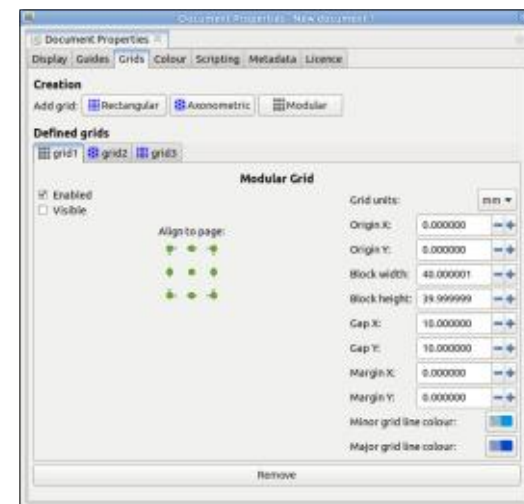 Document Properties - New document 1
Document Properties
Display Guides Grids Colour Scripting Metadata Licence
Creation
Add grid: Rectangular Axonometric Modular
Defined grids
grid1 grid2 grid3
Modular Grid
Enabled
Visible
Align to page:
Grid units: mm
Origin X: 0.000000
Origin Y: 0.000000
Block width: 40.000001
Block height: 39.999999
Gap X: 10.000000
Gap Y: 10.000000
Margin X: 0.000000
Margin Y: 0.000000
Minor grid line colour:
Major grid line colour:
Remove